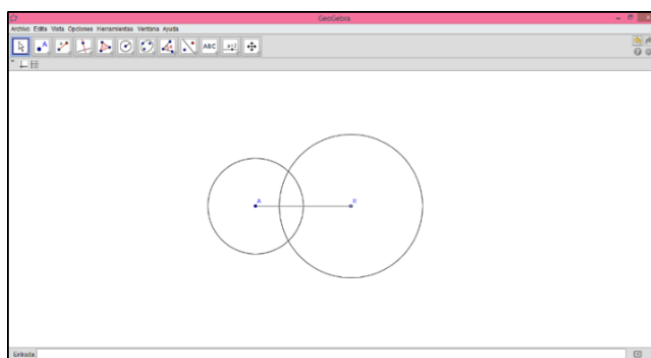 GeoGebra
Archivo Edita Vista Opciones Herramientas Ventana Ayuda
A
ABC
A
B
Entrada: